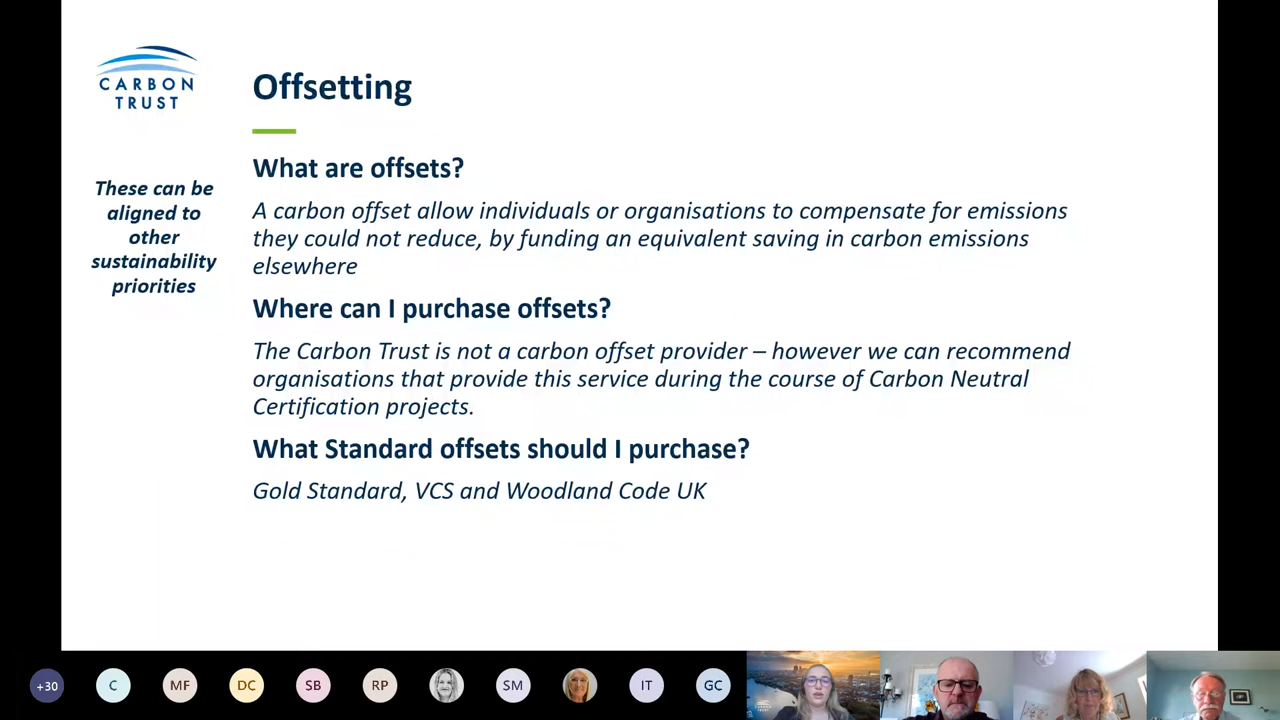 CARBON
TRUST
Offsetting
These can be
aligned to
other
sustainability
priorities
What are offsets?
A carbon offset allow individuals or organisations to compensate for emissions
they could not reduce, by funding an equivalent saving in carbon emissions
elsewhere
Where can I purchase offsets?
The Carbon Trust is not a carbon offset provider – however we can recommend
organisations that provide this service during the course of Carbon Neutral
Certification projects.
What Standard offsets should I purchase?
Gold Standard, VCS and Woodland Code UK
+30
C
MF
DC
SB
RP
SM
IT
GC
CARBON
TRUST